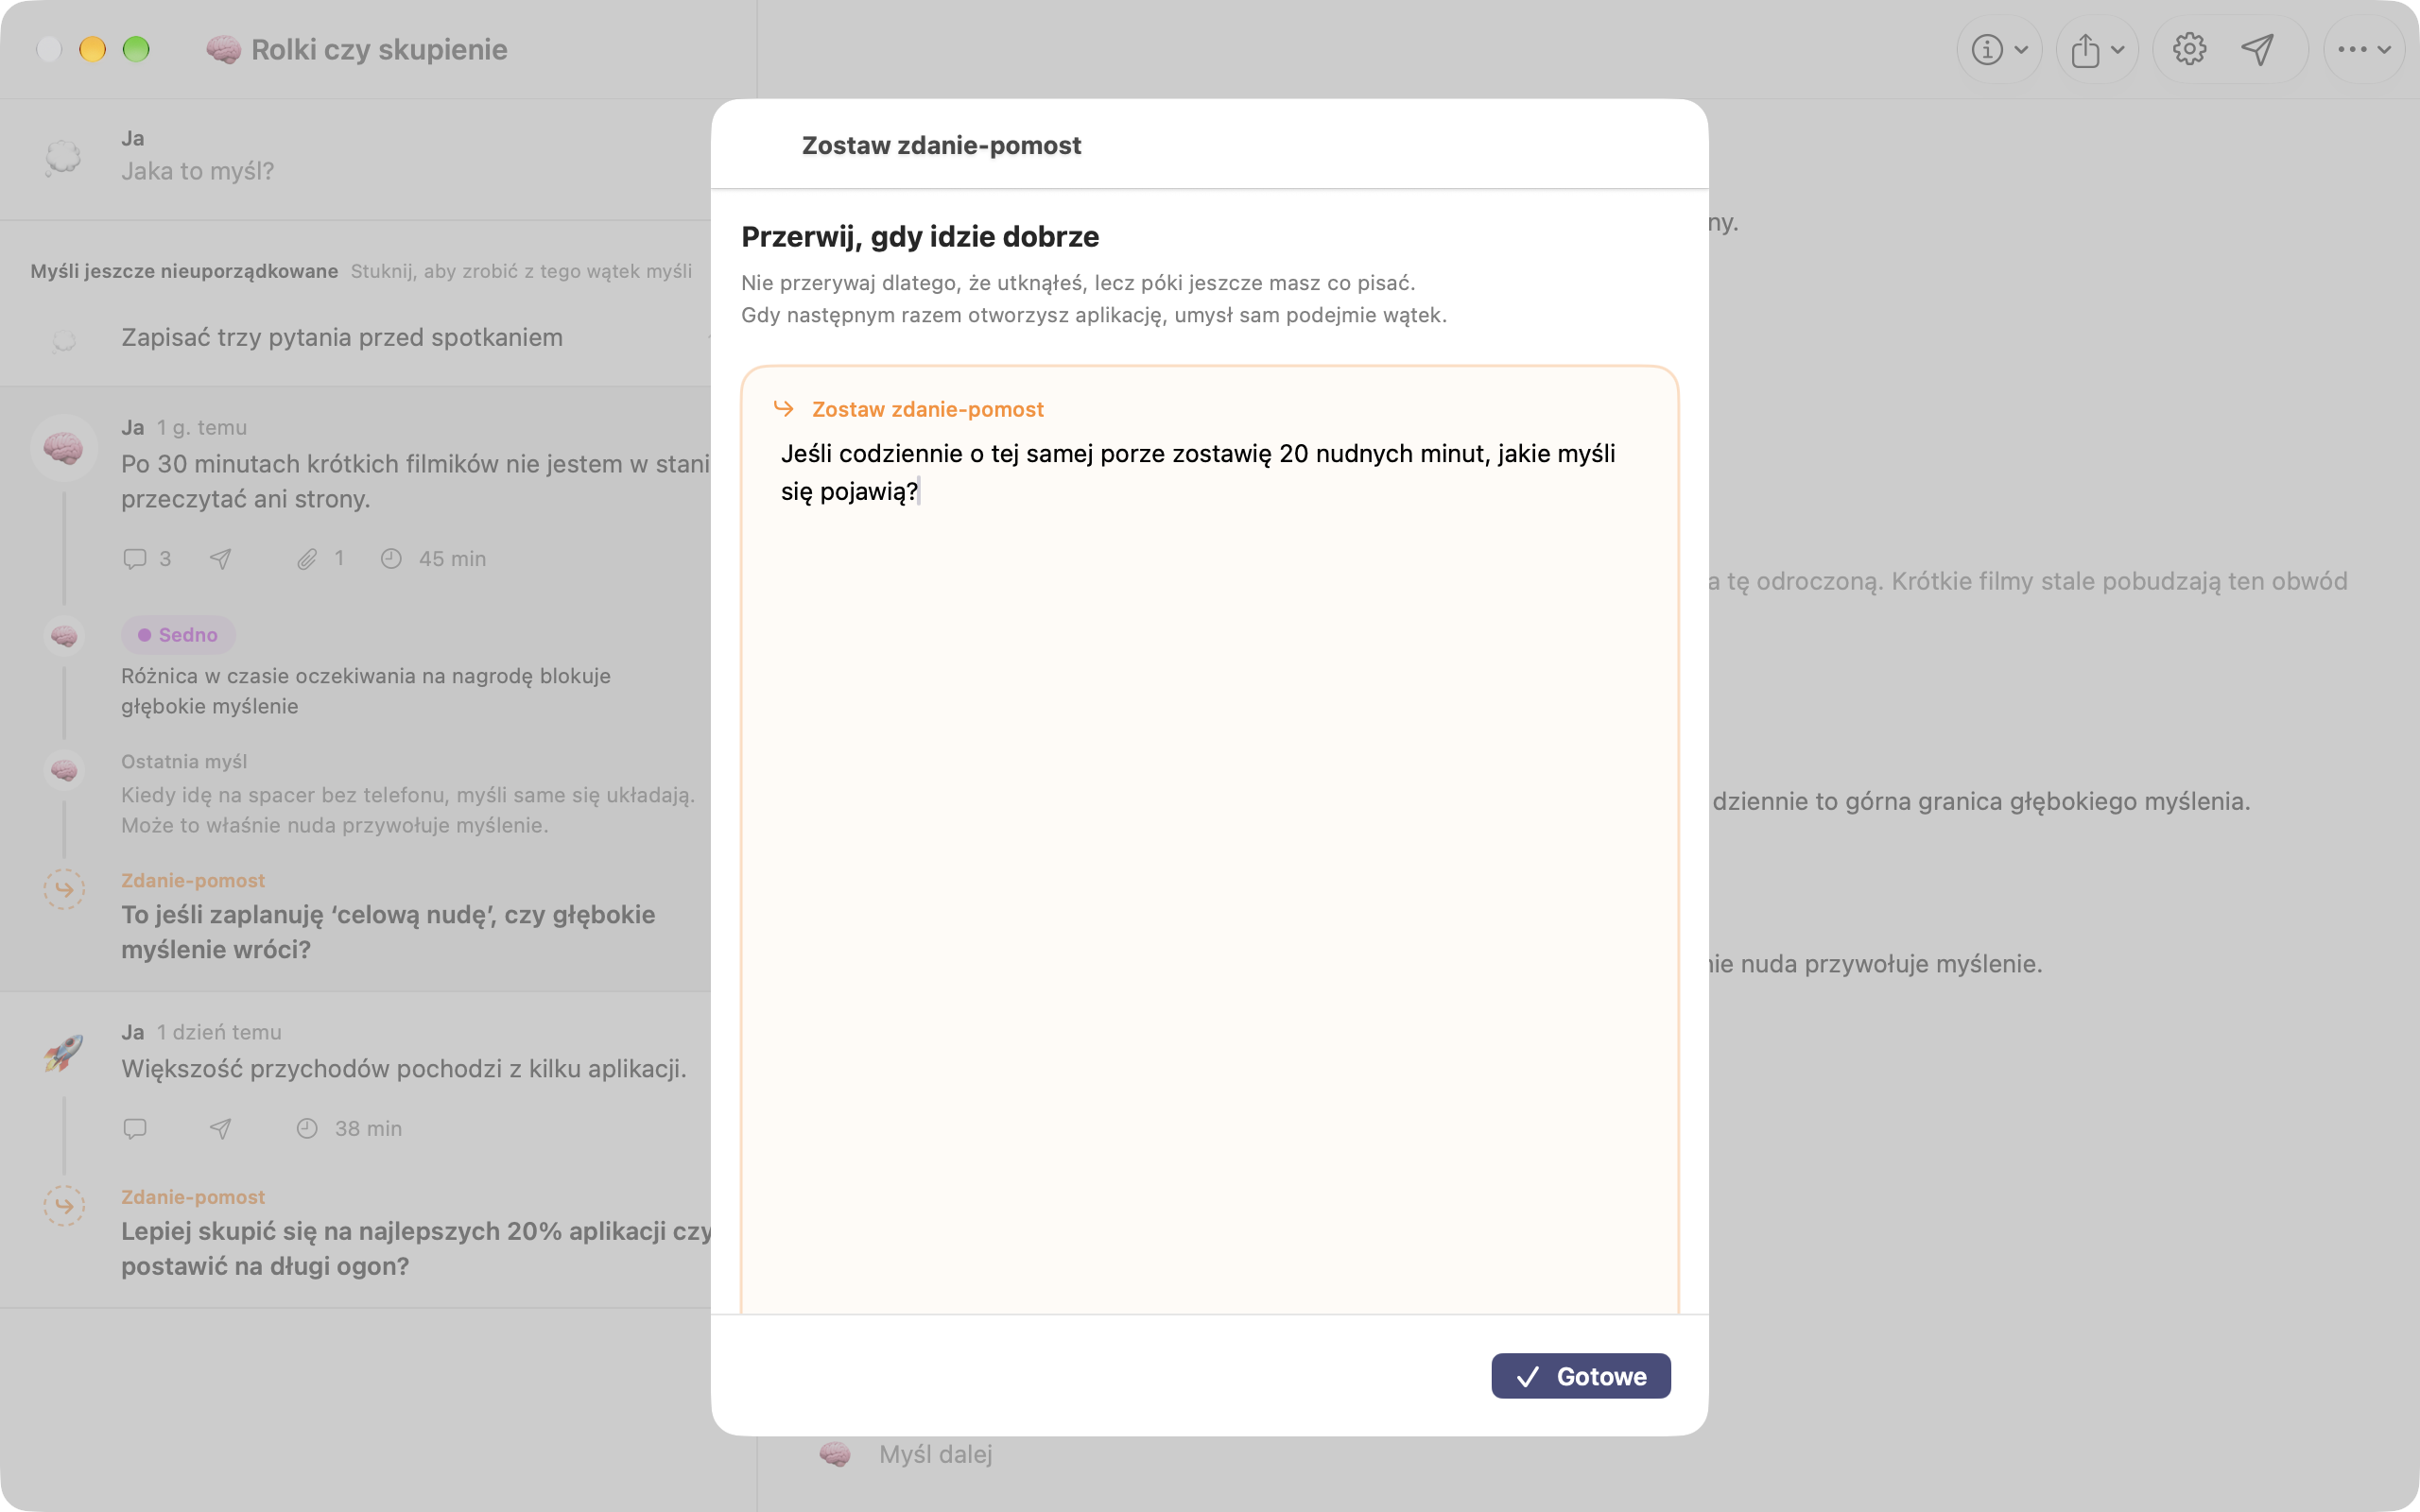 🧠 Rolki czy skupienie
Ja
Jaka to myśl?
Myśli jeszcze nieuporządkowane Stuknij, aby zrobić z tego wątek myśli
Zapisać trzy pytania przed spotkaniem
Ja 1 g. temu
Po 30 minutach krótkich filmików nie jestem w stani
przeczytać ani strony.
3 1 45 min
Sedno
Różnica w czasie oczekiwania na nagrodę blokuje
głębokie myślenie
Ostatnia myśl
Kiedy idę na spacer bez telefonu, myśli same się układają.
Może to właśnie nuda przywołuje myślenie.
Zdanie-pomost
To jeśli zaplanuję ‘celową nudę’, czy głębokie
myślenie wróci?
Ja 1 dzień temu
Większość przychodów pochodzi z kilku aplikacji.
38 min
Zdanie-pomost
Lepiej skupić się na najlepszych 20% aplikacji czy
postawić na długi ogon?
Zostaw zdanie-pomost
Przerwij, gdy idzie dobrze
Nie przerywaj dlatego, że utknąłeś, lecz póki jeszcze masz co pisać.
Gdy następnym razem otworzysz aplikację, umysł sam podejmie wątek.
Zostaw zdanie-pomost
Jeśli codziennie o tej samej porze zostawię 20 nudnych minut, jakie myśli
się pojawią?
Gotowe
ny.
a tę odroczoną. Krótkie filmy stale pobudzają ten obwód
dziennie to górna granica głębokiego myślenia.
nie nuda przywołuje myślenie.
Myśl dalej